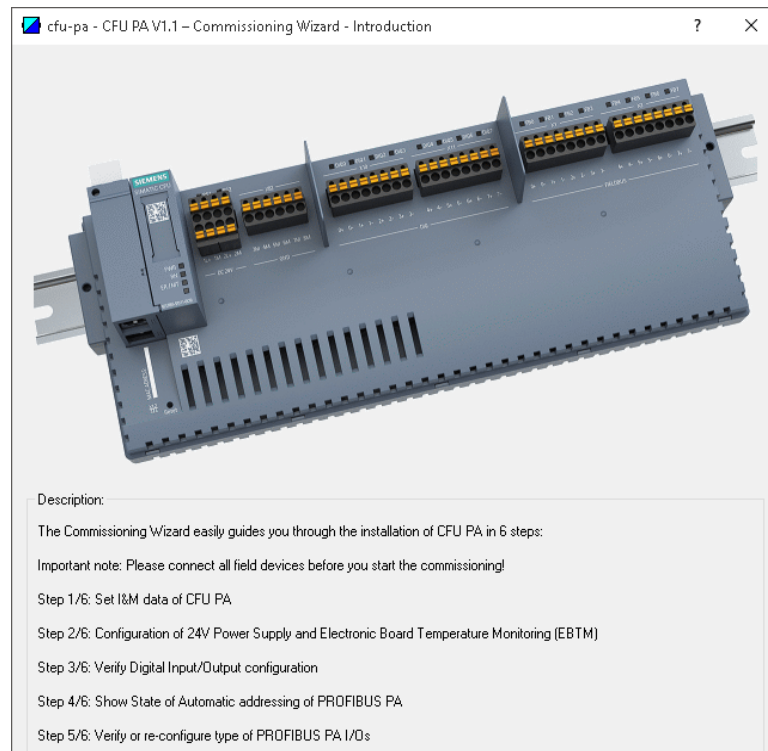 cfu-pa - CFU PA V1.1 – Commissioning Wizard - Introduction
SIEMENS
SIMATIC CFU
DC 24V
Description:
The Commissioning Wizard easily guides you through the installation of CFU PA in 6 steps:
Important note: Please connect all field devices before you start the commissioning!
Step 1/6: Set I&M data of CFU PA
Step 2/6: Configuration of 24V Power Supply and Electronic Board Temperature Monitoring (EBTM)
Step 3/6: Verify Digital Input/Output configuration
Step 4/6: Show State of Automatic addressing of PROFIBUS PA
Step 5/6: Verify or re-configure type of PROFIBUS PA I/Os